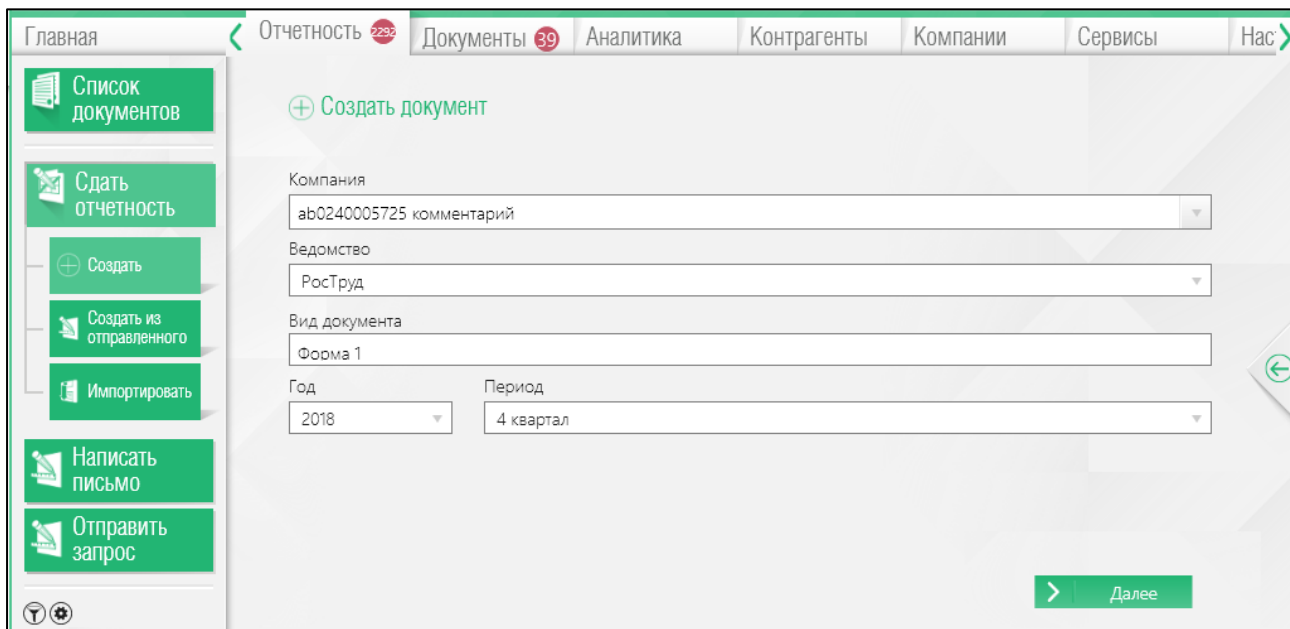 Главная
Отчетность 2292
Документы 39
Аналитика
Контрагенты
Компании
Сервисы
Нас
Список
документов
Сдать
отчетность
Создать
Создать из
отправленного
Импортировать
Написать
письмо
Отправить
запрос
Создать документ
Компания
ab0240005725 комментарий
Ведомство
РосТруд
Вид документа
Форма 1
Год
Период
2018
4 квартал
Далее